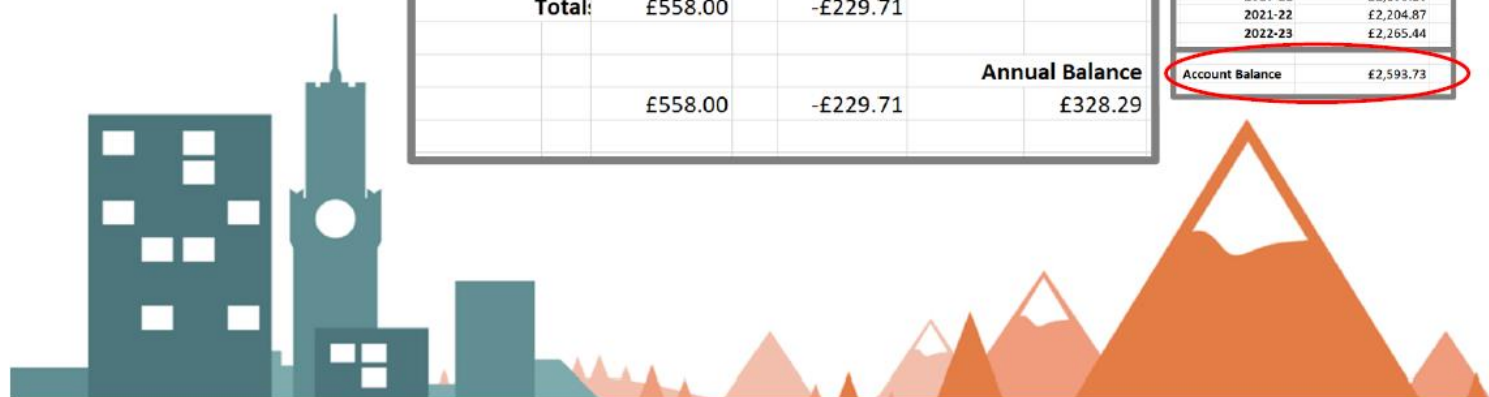 Totals £558.00 -£229.71
Annual Balance
£558.00 -£229.71 £328.29
2021-22 £2,204.87
2022-23 £2,265.44
Account Balance £2,593.73